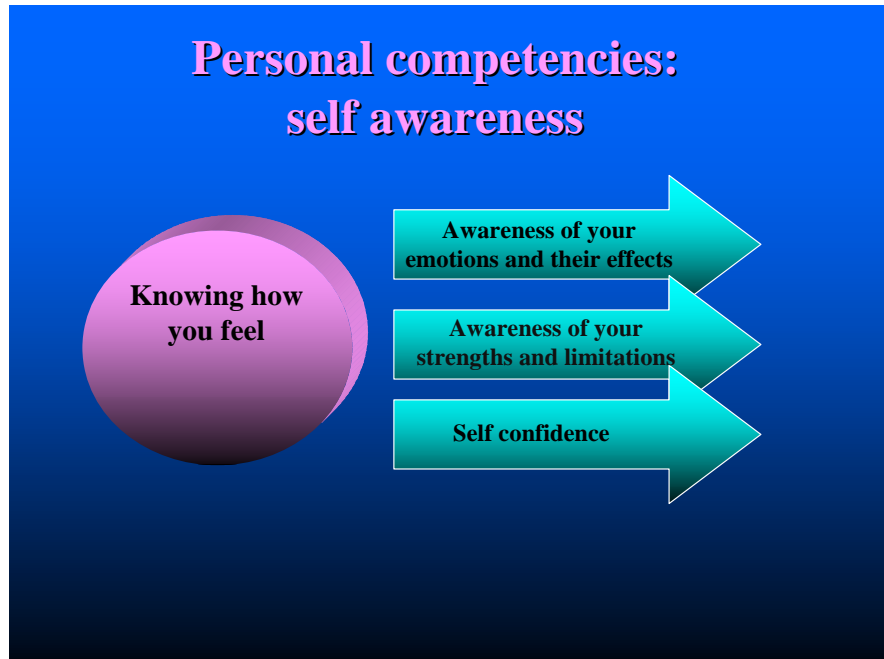 Personal competencies:
self awareness
Knowing how
you feel
Awareness of your
emotions and their effects
Awareness of your
strengths and limitations
Self confidence